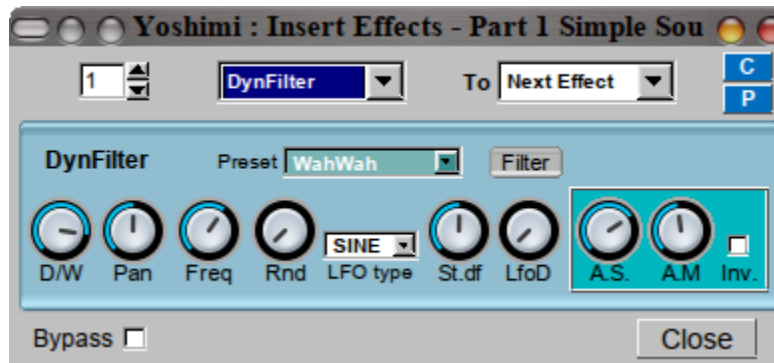 Yoshimi : Insert Effects - Part 1 Simple Sou
1 DynFilter To Next Effect C
P
DynFilter Preset WahWah Filter
SINE
D/W Pan Freq Rnd LFO type St.df LfoD A.S. A.M Inv.
Bypass Close